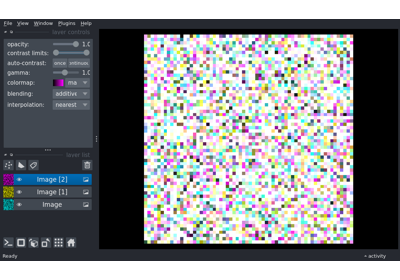 File View Window Plugins Help
layer controls
opacity: 1.0
contrast limits:
auto-contrast: once
gamma: 1.0
colormap: ma
blending: additive
interpolation: nearest
layer list
Image [2]
Image [1]
Image
Ready
activity